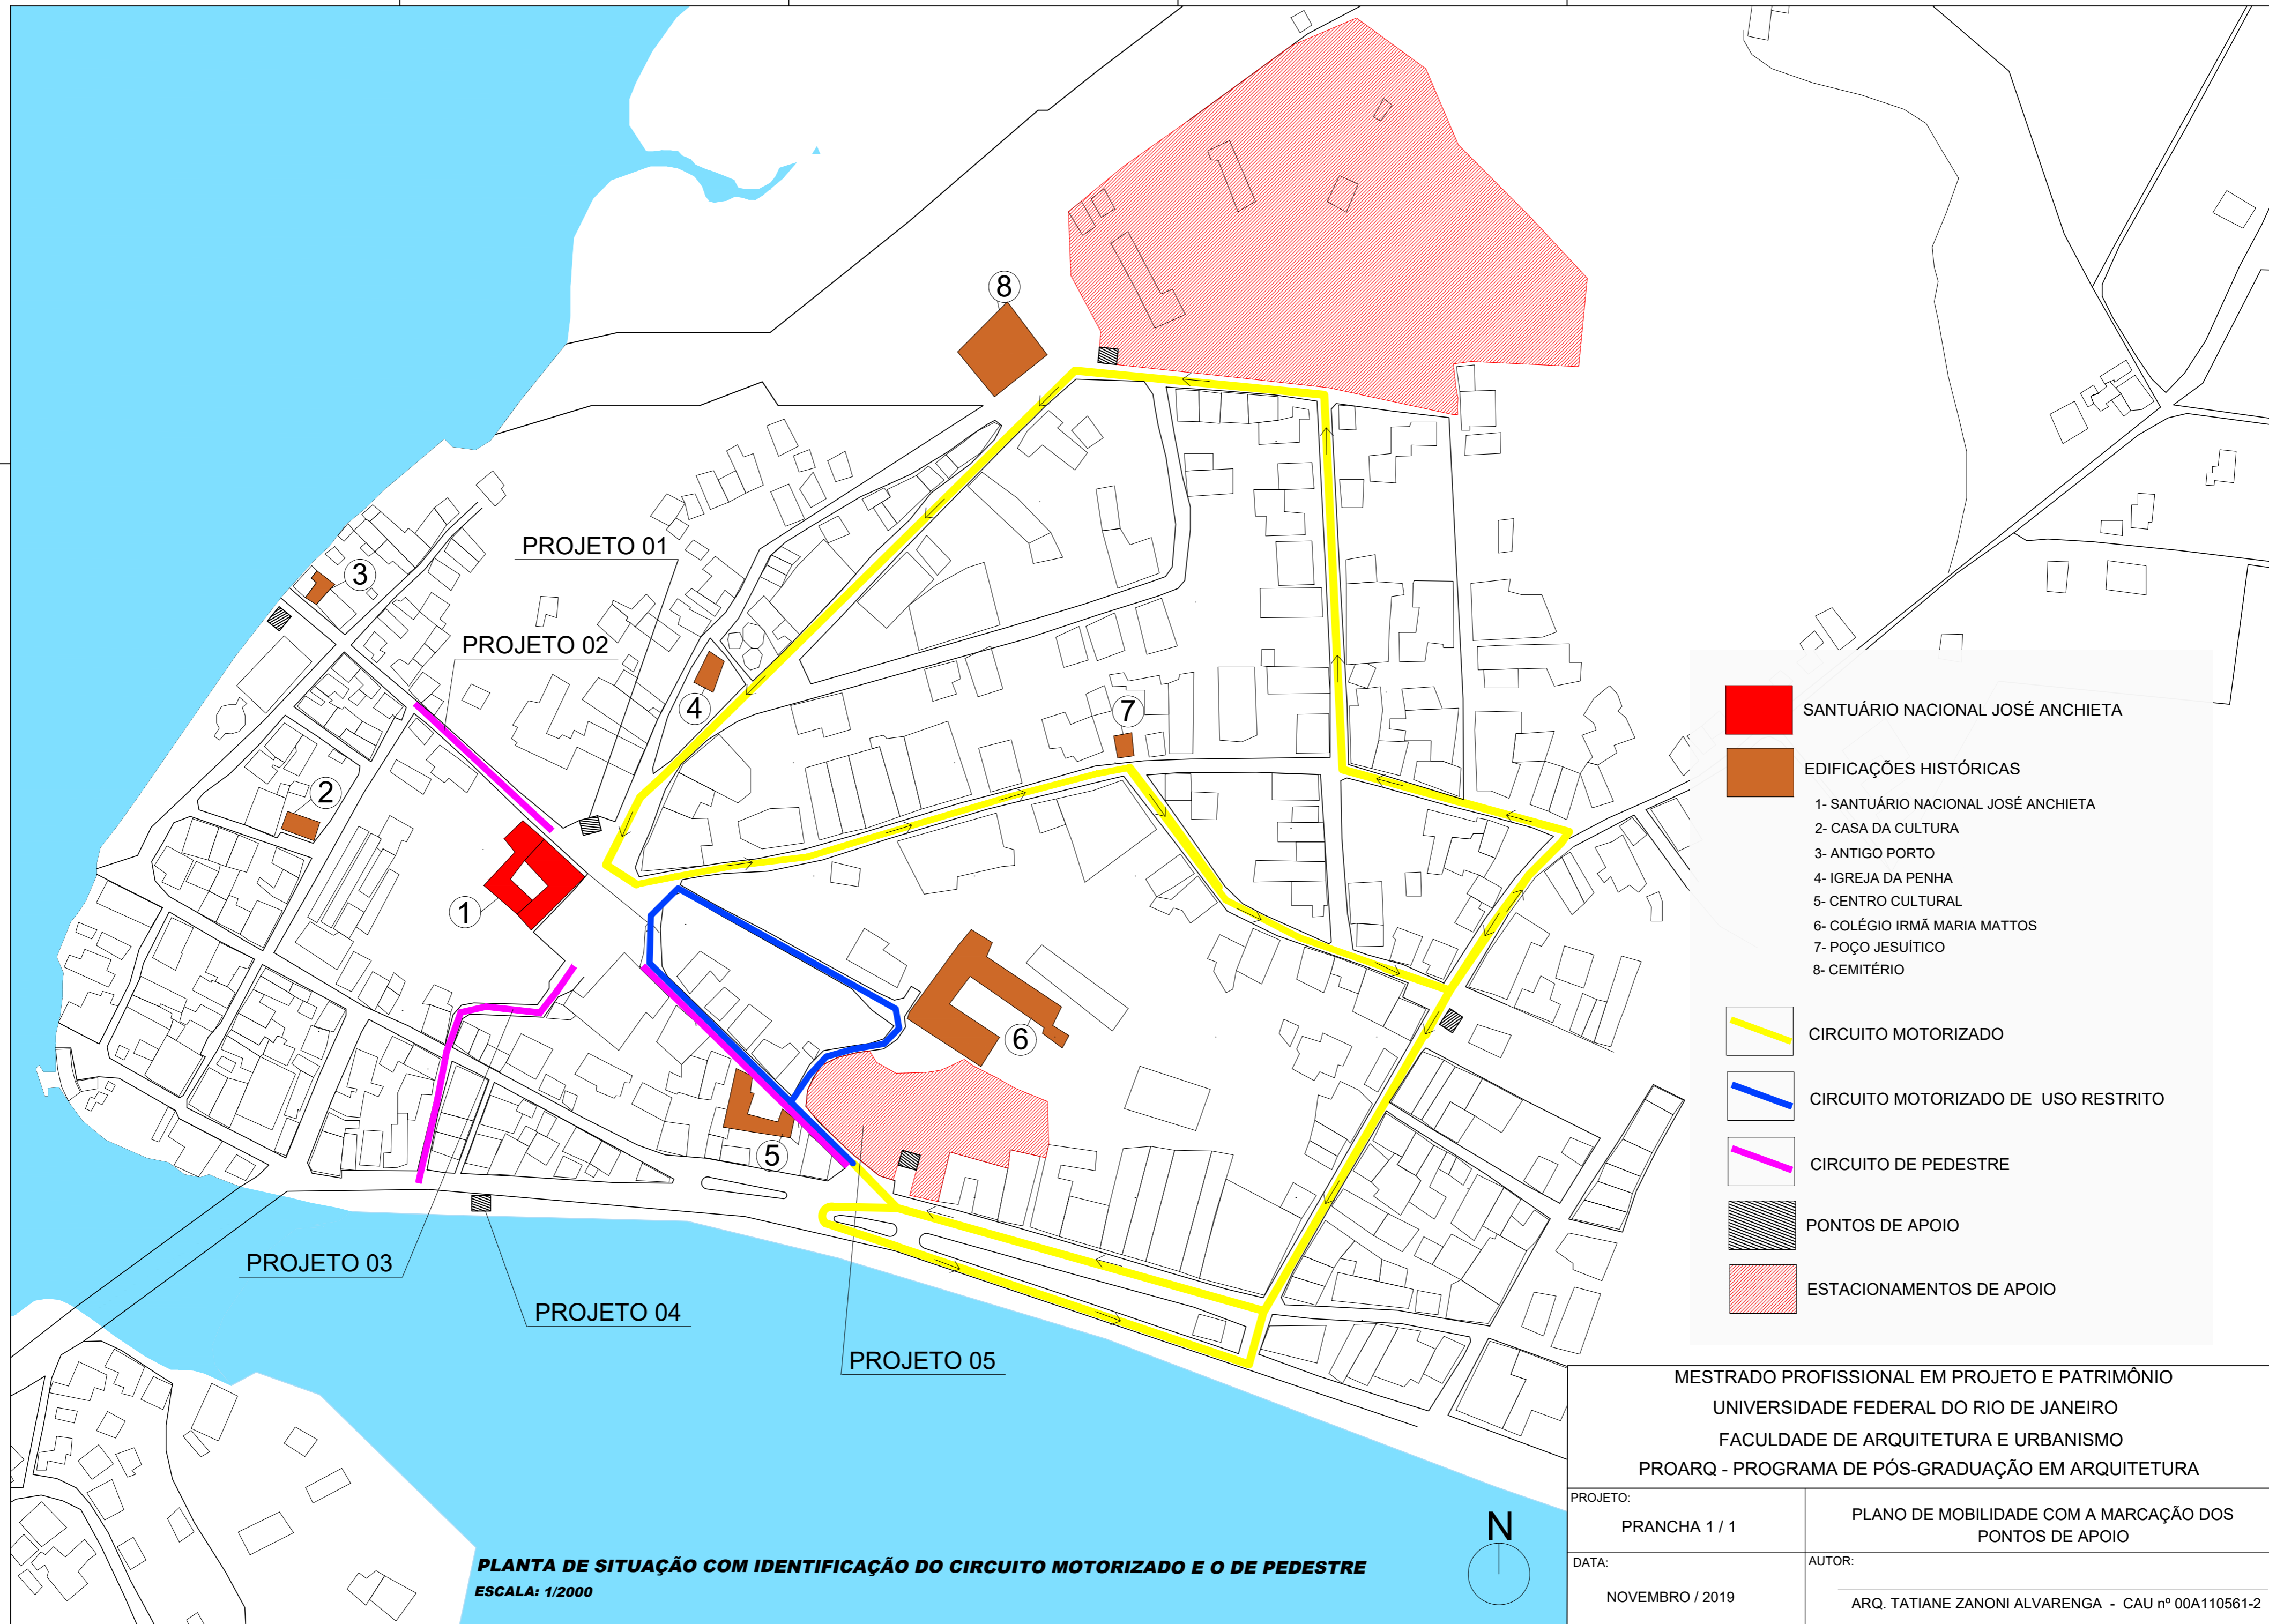 8
PROJETO 01
3
PROJETO 02
4
7
2
1
6
5
PROJETO 03
PROJETO 04
PROJETO 05
SANTUÁRIO NACIONAL JOSÉ ANCHIETA
EDIFICAÇÕES HISTÓRICAS
1- SANTUÁRIO NACIONAL JOSÉ ANCHIETA
2- CASA DA CULTURA
3- ANTIGO PORTO
4- IGREJA DA PENHA
5- CENTRO CULTURAL
6- COLÉGIO IRMÃ MARIA MATTOS
7- POÇO JESUÍTICO
8- CEMITÉRIO
CIRCUITO MOTORIZADO
CIRCUITO MOTORIZADO DE USO RESTRITO
CIRCUITO DE PEDESTRE
PONTOS DE APOIO
ESTACIONAMENTOS DE APOIO
N
PLANTA DE SITUAÇÃO COM IDENTIFICAÇÃO DO CIRCUITO MOTORIZADO E O DE PEDESTRE
ESCALA: 1/2000
MESTRADO PROFISSIONAL EM PROJETO E PATRIMÔNIO
UNIVERSIDADE FEDERAL DO RIO DE JANEIRO
FACULDADE DE ARQUITETURA E URBANISMO
PROARQ - PROGRAMA DE PÓS-GRADUAÇÃO EM ARQUITETURA
PROJETO:
PRANCHA 1 / 1
PLANO DE MOBILIDADE COM A MARCAÇÃO DOS
PONTOS DE APOIO
DATA:
NOVEMBRO / 2019
AUTOR:
ARQ. TATIANE ZANONI ALVARENGA - CAU nº 00A110561-2